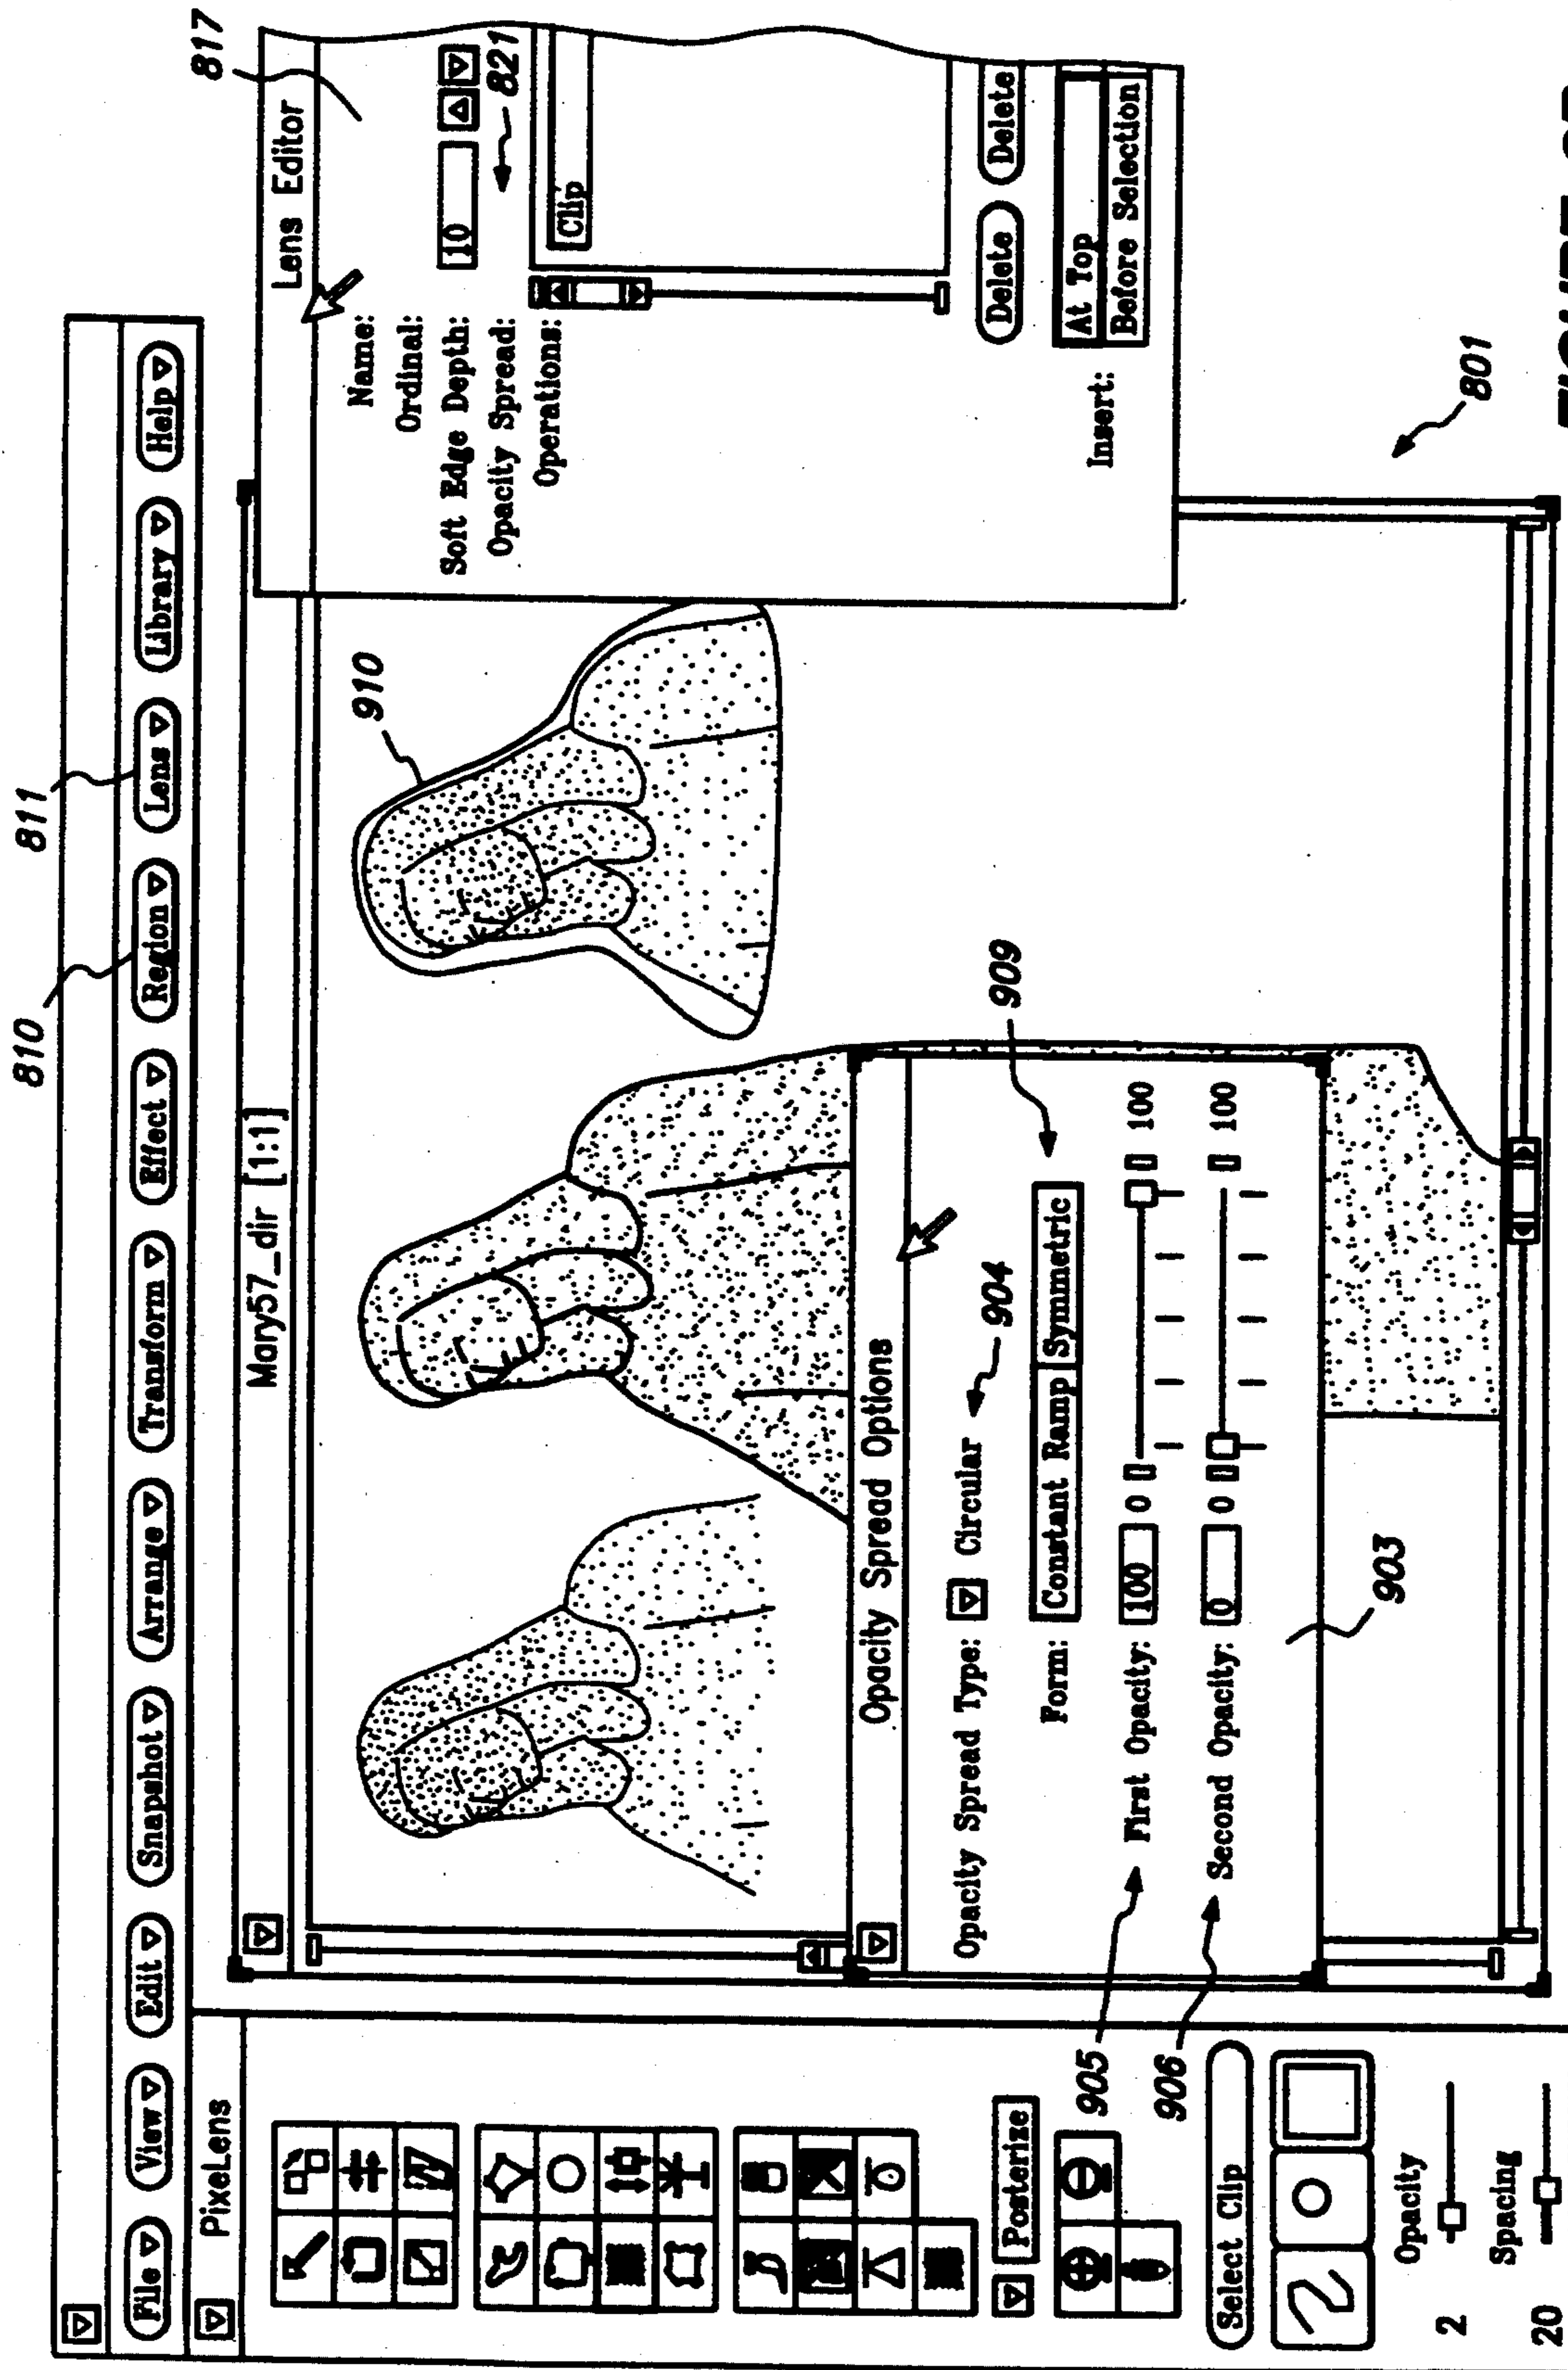 810
811
817
File View Edit Snapshot Arrange Transform Effect Region Lens Library Help
PixeLens
Mary57_dir [1:1]
Lens Editor
910
Name:
Ordinal:
Soft Edge Depth: 10
Opacity Spread:
821
Operations:
Clip
Delete Delete
Insert: At Top
Before Selection
Posterize
Select Clip
Opacity
2
Spacing
20
Opacity Spread Options
Opacity Spread Type: Circular
904
Form: Constant Ramp Symmetric
909
905
First Opacity: 100 0 100
906
Second Opacity: 0 0 100
903
801